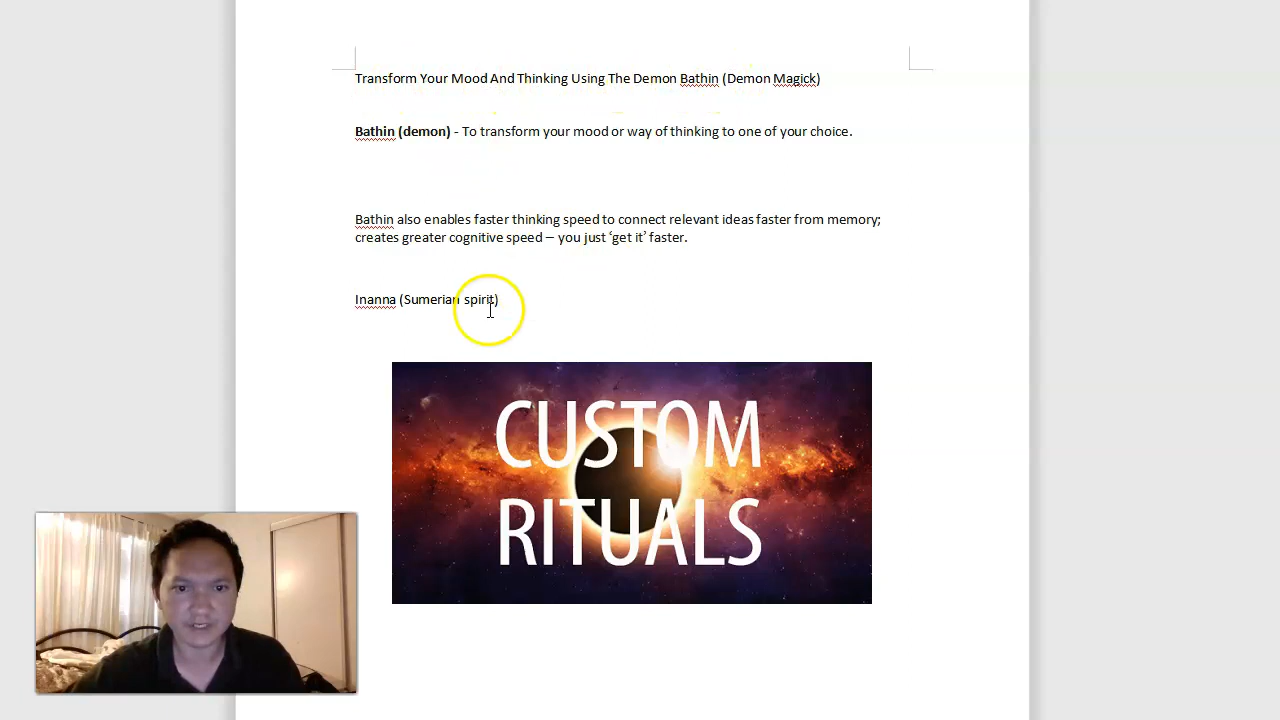 Transform Your Mood And Thinking Using The Demon Bathin (Demon Magick)
Bathin (demon) - To transform your mood or way of thinking to one of your choice.
Bathin also enables faster thinking speed to connect relevant ideas faster from memory;
creates greater cognitive speed – you just ‘get it’ faster.
Inanna (Sumerian spirit)
CUSTOM
RITUALS